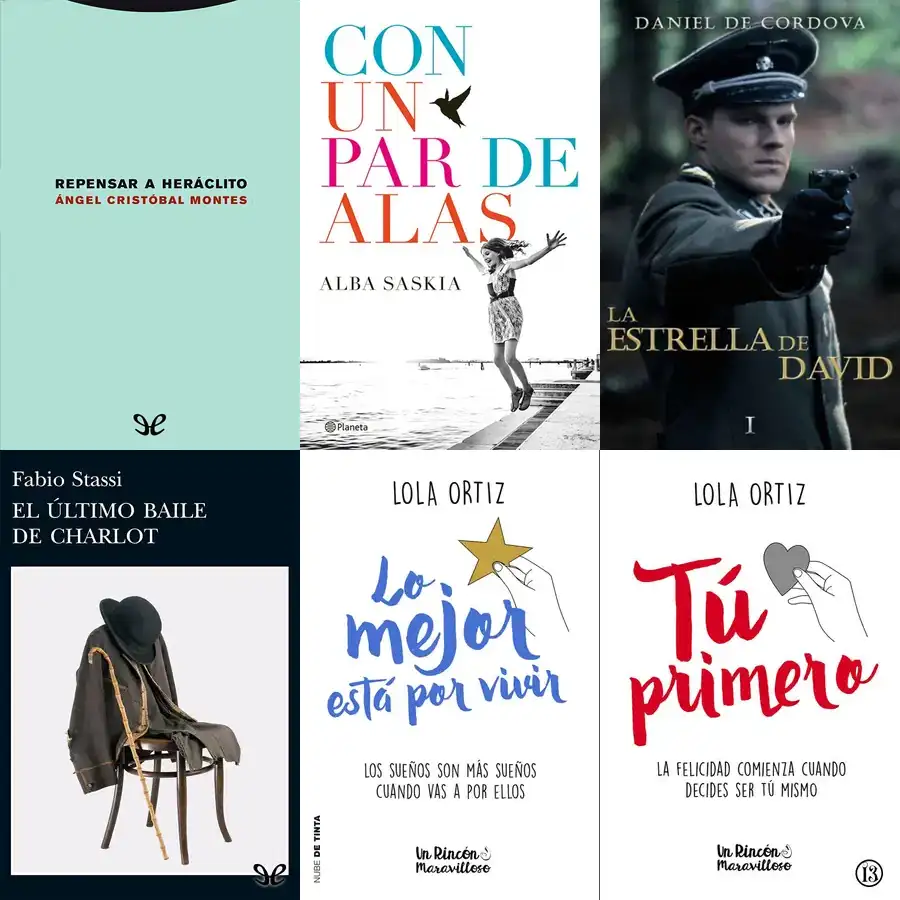 REPENSAR A HERÁCLITO
ÁNGEL CRISTÓBAL MONTES
CON
UN
PAR DE
ALAS
ALBA SASKIA
Planeta
DANIEL DE CORDOVA
LA
ESTRELLA DE
DAVID
I
Fabio Stassi
EL ÚLTIMO BAILE
DE CHARLOT
LOLA ORTIZ
Lo
mejor
está por vivir
LOS SUEÑOS SON MÁS SUEÑOS
CUANDO VAS A POR ELLOS
NUBE DE TINTA
Un Rincón
Maravilloso
LOLA ORTIZ
Tú
primero
LA FELICIDAD COMIENZA CUANDO
DECIDES SER TÚ MISMO
Un Rincón
Maravilloso
13